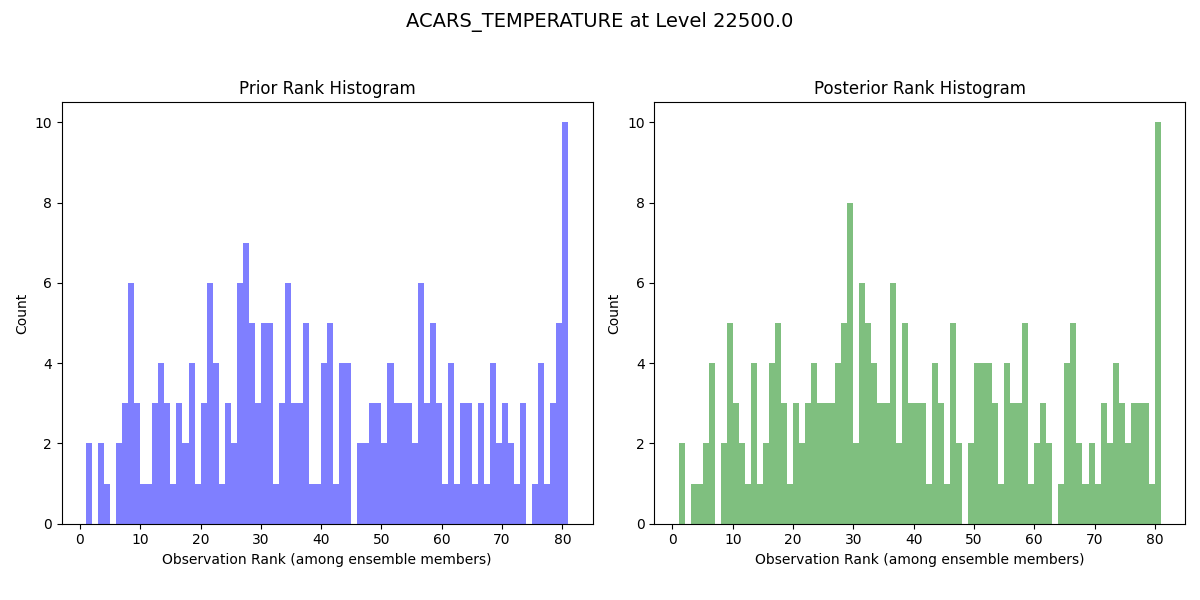 ACARS_TEMPERATURE at Level 22500.0
Prior Rank Histogram
Posterior Rank Histogram
Count
10
8
6
4
2
0
0 10 20 30 40 50 60 70 80
Observation Rank (among ensemble members)
Count
10
8
6
4
2
0
0 10 20 30 40 50 60 70 80
Observation Rank (among ensemble members)